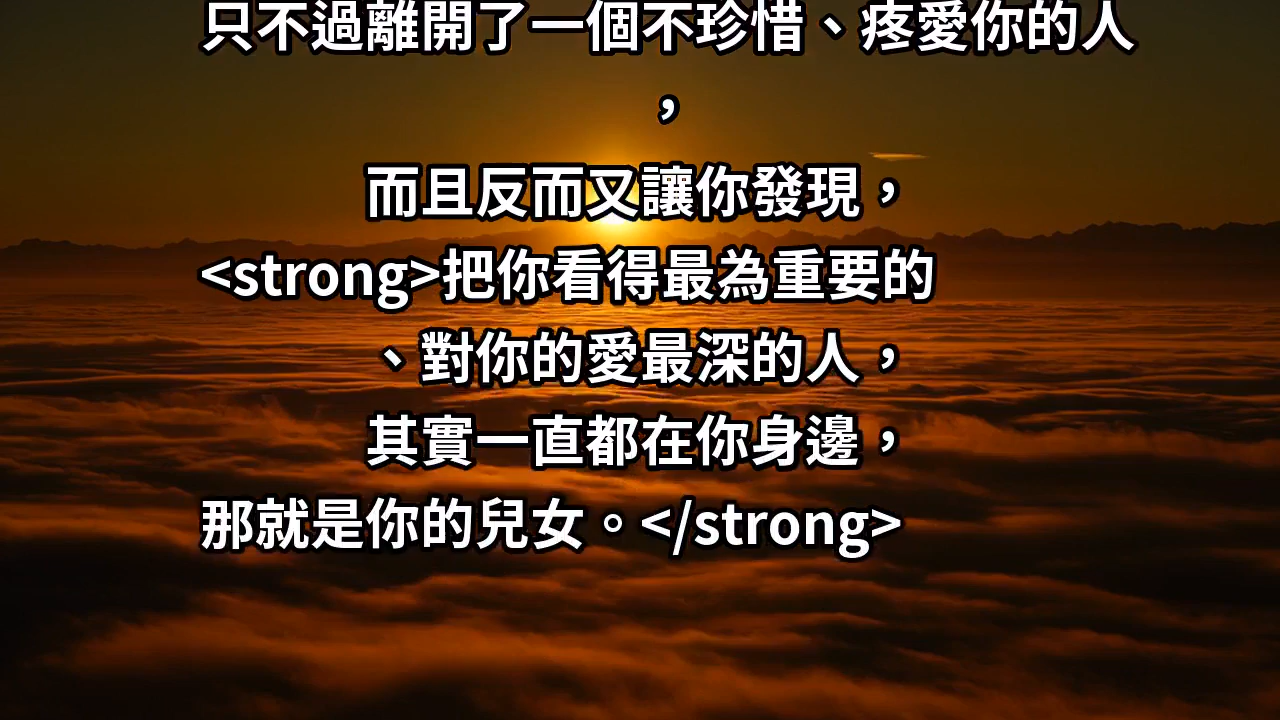 只不過離開了一個不珍惜、疼愛你的人
，
而且反而又讓你發現，
<strong>把你看得最為重要的
、對你的愛最深的人，
其實一直都在你身邊，
那就是你的兒女。</strong>